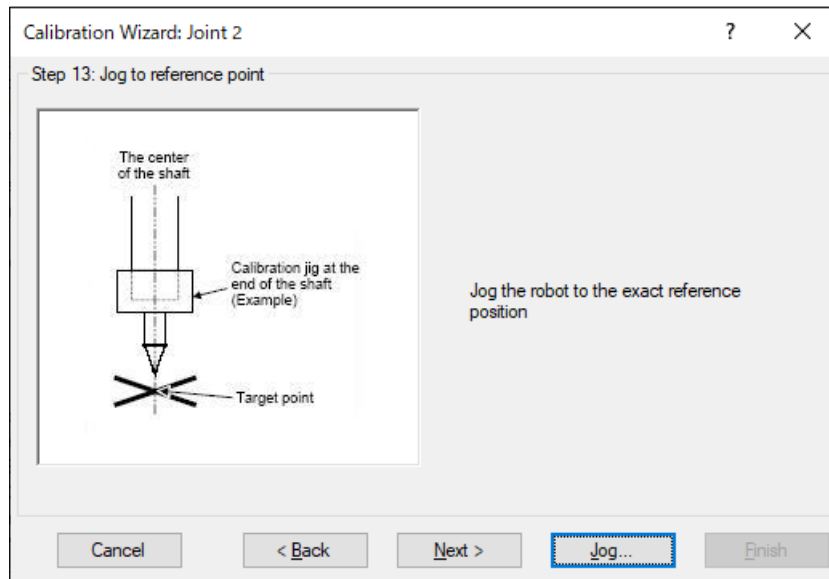 Calibration Wizard: Joint 2
?
Step 13: Jog to reference point
The center
of the shaft
Calibration jig at the
end of the shaft
(Example)
Target point
Jog the robot to the exact reference
position
Cancel
< Back
Next >
Jog...
Finish